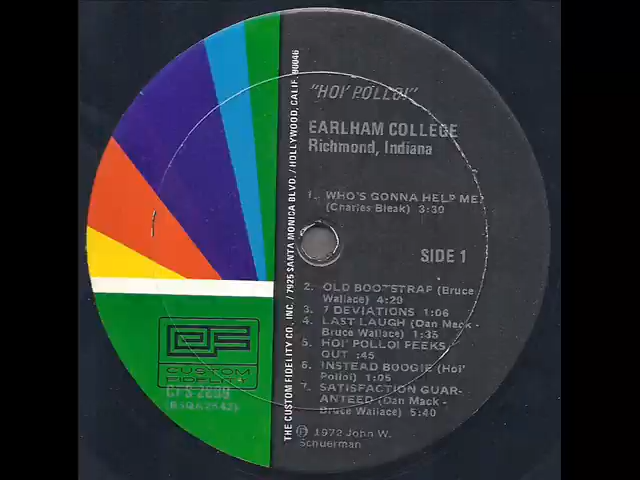 "HOI' POLLOI"
EARLHAM COLLEGE
Richmond, Indiana
1. WHO'S GONNA HELP ME?
(Charles Bleak) 3:30
SIDE 1
2. OLD BOOTSTRAP (Bruce
Wallace) 4:29
3. 7 DEVIATIONS 1:06
4. LAST LAUGH (Dan Mack -
Bruce Wallace) 1:35
5. HOI' POLLOI FEEKS
OUT :45
6. INSTEAD BOOGIE (Hoi'
Polloi) 1:05
7. SATISFACTION GUAR-
ANTEED (Dan Mack -
Bruce Wallace) 5:40
Ⓟ 1972 John W.
Schuerman
THE CUSTOM FIDELITY CO., INC. / 7925 SANTA MONICA BLVD. / HOLLYWOOD, CALIF. 90046
CUSTOM
FIDELITY